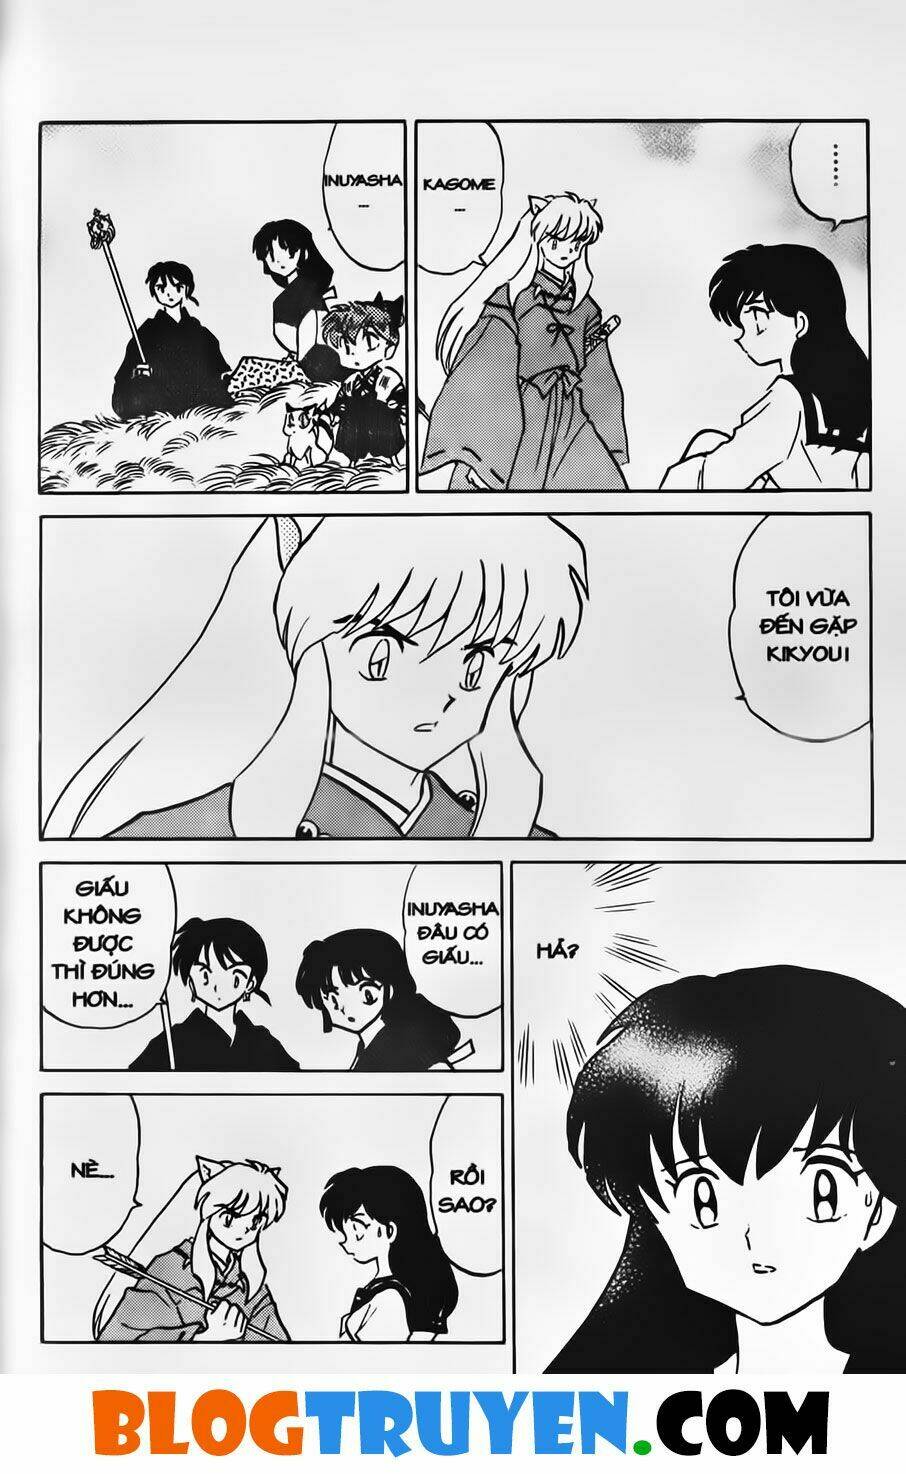 .......
KAGOME
...
INUYASHA
...
TÔI VỪA
ĐẾN GẶP
KIKYOU!
HẢ?
INUYASHA
ĐÂU CÓ
GIẤU...
GIẤU
KHÔNG
ĐƯỢC
THÌ ĐÚNG
HƠN...
RỒI
SAO?
NÈ...
BLOGTRUYEN.COM